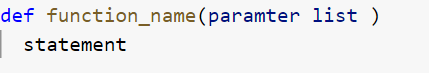 def function_name(paramter list )
  statement